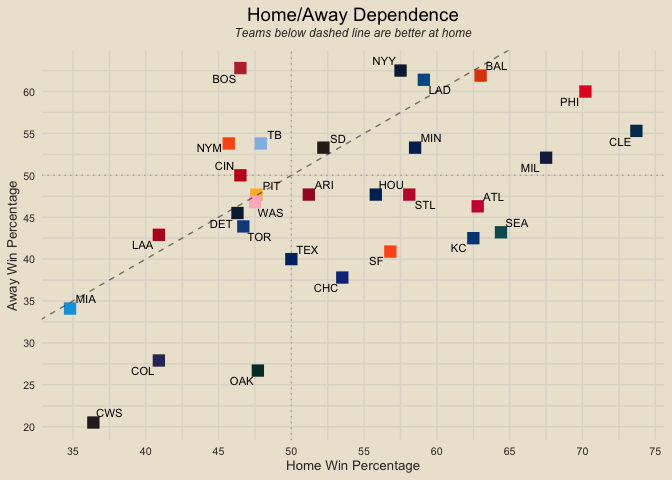 Home/Away Dependence
Teams below dashed line are better at home
NYY
BAL
BOS
LAD
PHI
60
TB
NYM
SD
MIN
CLE
55
MIL
CIN
50
PIT
ARI
HOU
ATL
WAS
STL
DET
45
TOR
SEA
LAA
KC
TEX
SF
40
CHC
MIA
35
30
COL
OAK
25
CWS
20
35 40 45 50 55 60 65 70 75
Home Win Percentage
Away Win Percentage